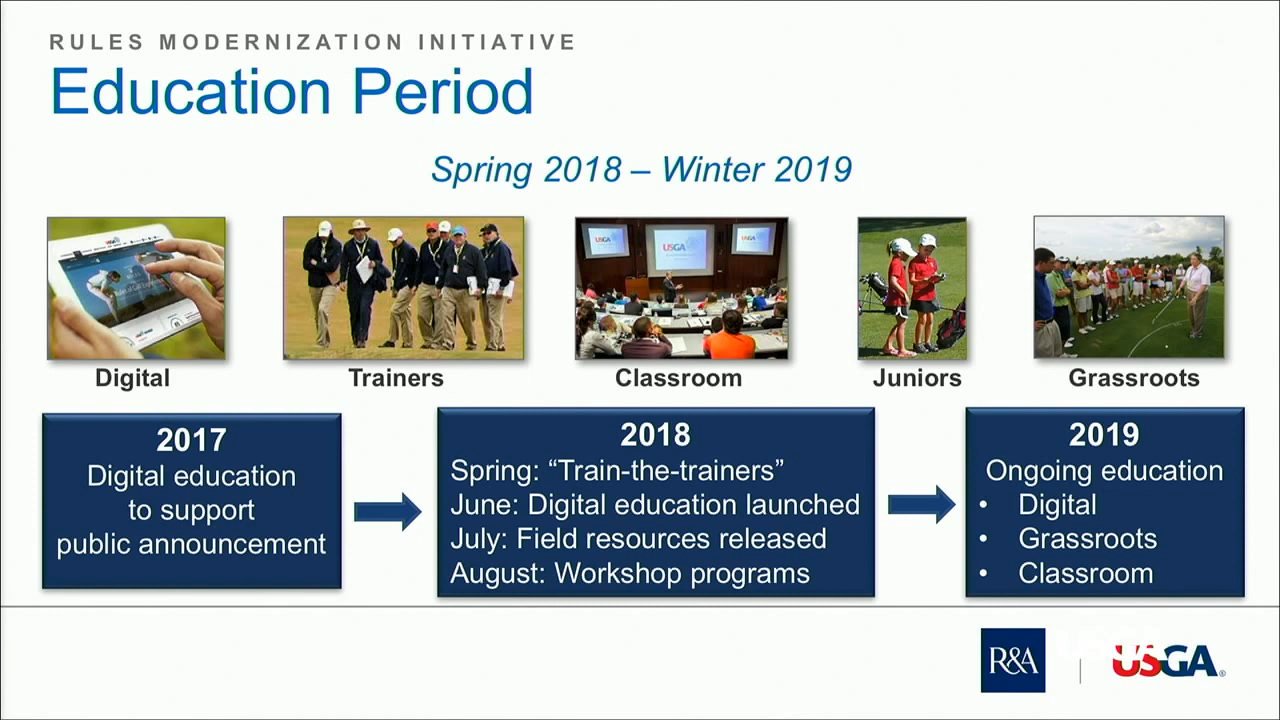 RULES MODERNIZATION INITIATIVE
Education Period
Spring 2018 – Winter 2019
USGA
Digital
Trainers
Classroom
Juniors
Grassroots
2017
Digital education
to support
public announcement
2018
Spring: “Train-the-trainers”
June: Digital education launched
July: Field resources released
August: Workshop programs
2019
Ongoing education
• Digital
• Grassroots
• Classroom
R&A
USGA®